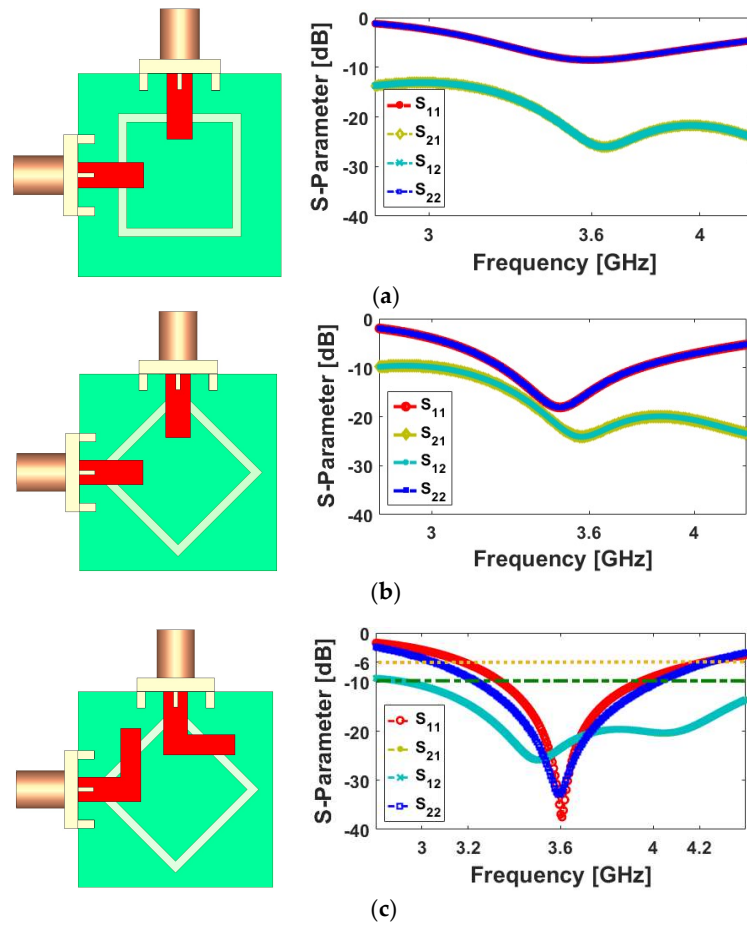 0
-10
-20
-30
-40
S-Parameter [dB]
S11
S21
S12
S22
3
3.6
4
Frequency [GHz]
(a)
0
-10
-20
-30
-40
S-Parameter [dB]
S11
S21
S12
S22
3
3.6
4
Frequency [GHz]
(b)
0
-6
-10
-20
-30
-40
S-Parameter [dB]
S11
S21
S12
S22
3
3.2
3.6
4
4.2
Frequency [GHz]
(c)